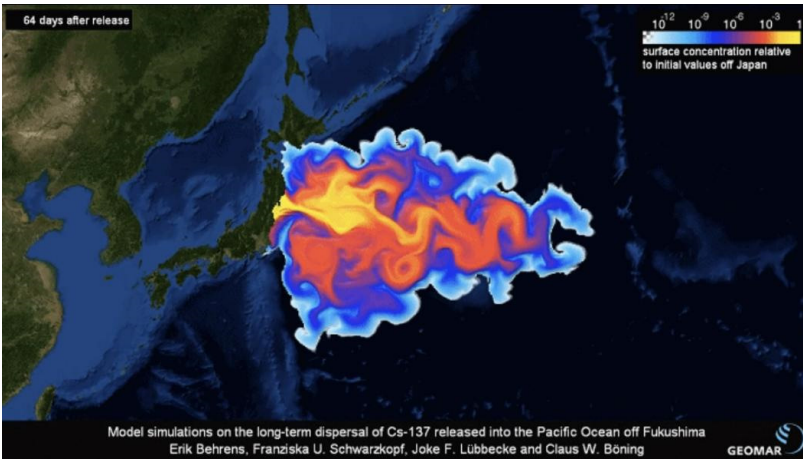 64 days after release
10-12 10-9 10-6 10-3 1
surface concentration relative
to initial values off Japan
Model simulations on the long-term dispersal of Cs-137 released into the Pacific Ocean off Fukushima
Erik Behrens, Franziska U. Schwarzkopf, Joke F. Lübbecke and Claus W. Böning
GEOMAR